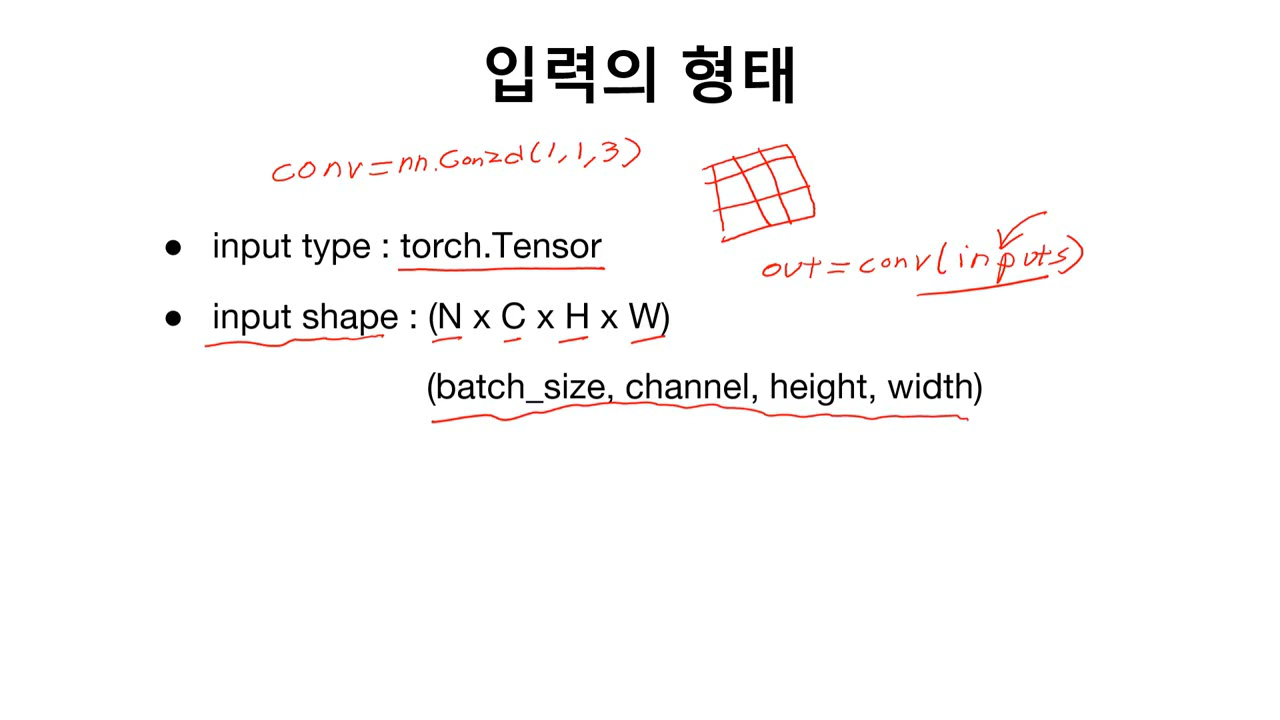 입력의 형태
conv=nn.Con2d(1,1,3)
● input type : torch.Tensor
out=conv(inputs)
● input shape : (N x C x H x W)
(batch_size, channel, height, width)